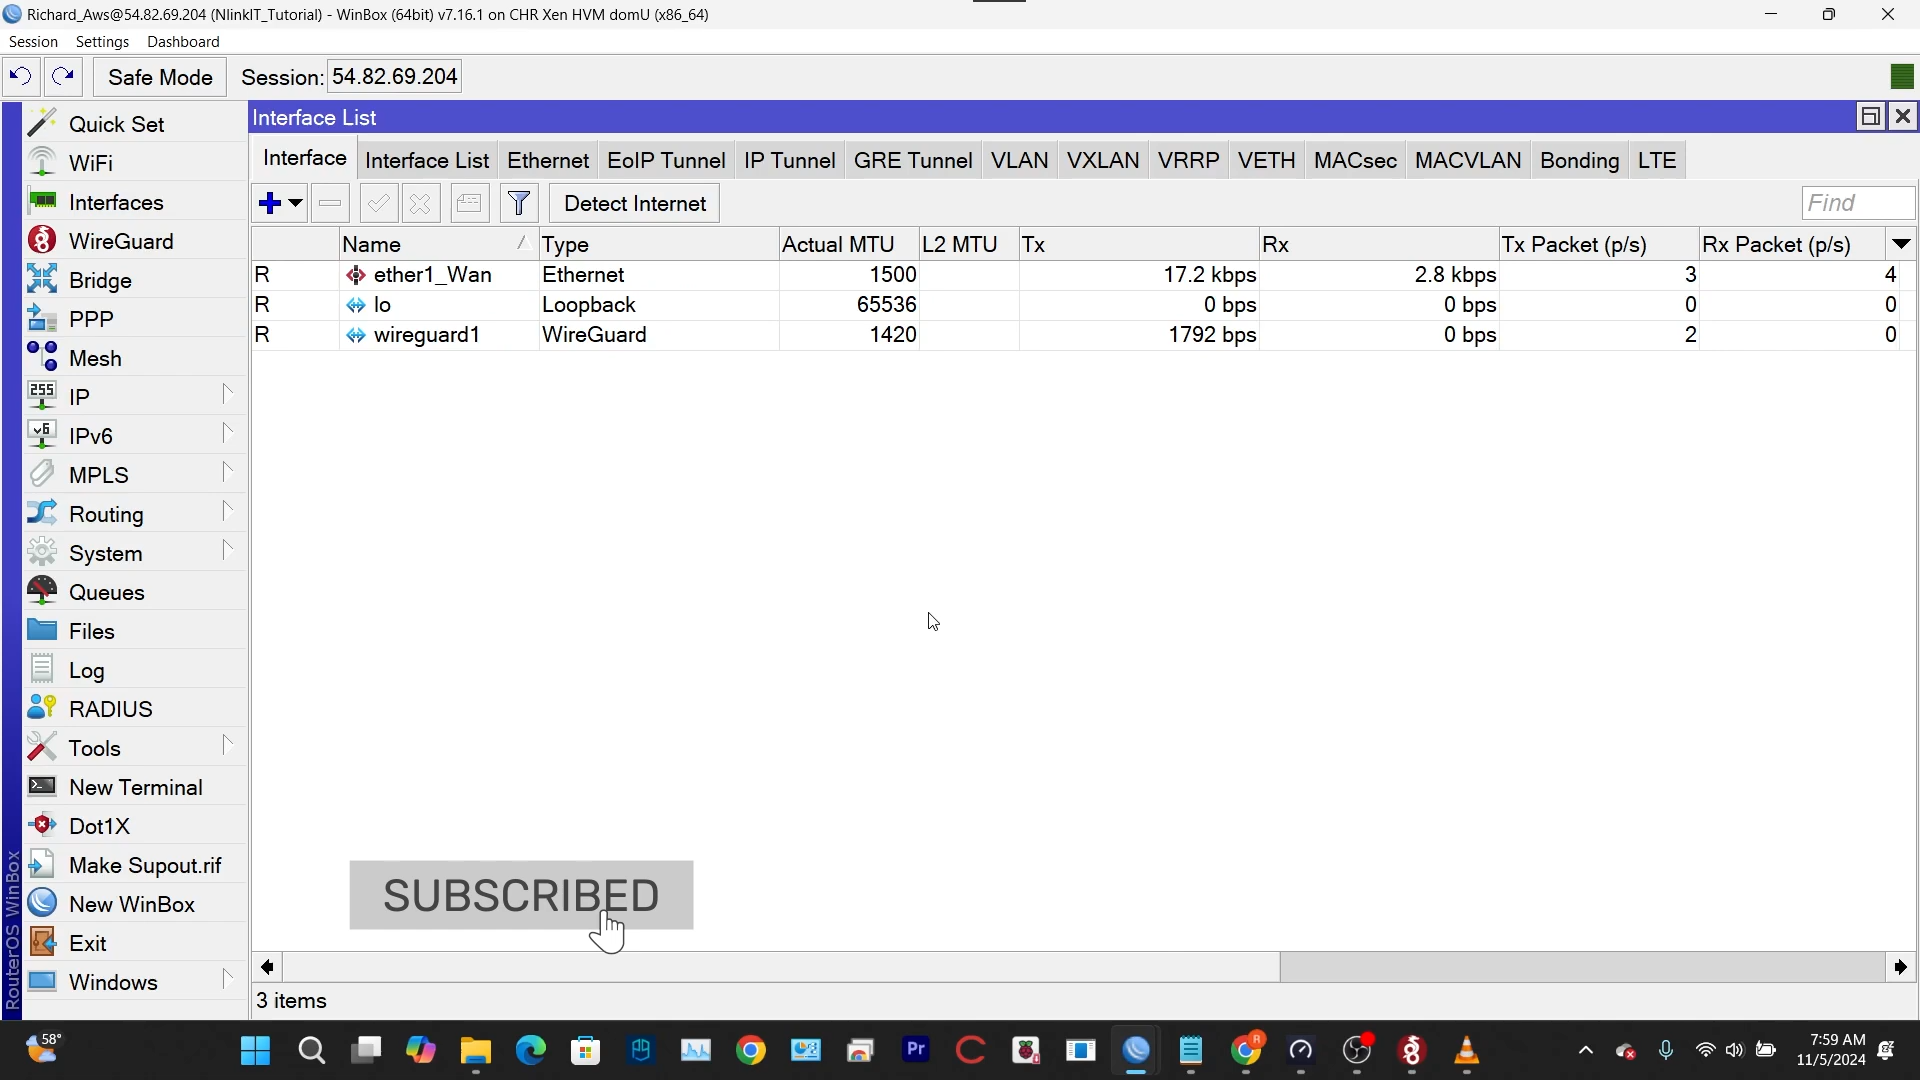 Richard_Aws@54.82.69.204 (NlinkIT_Tutorial) - WinBox (64bit) v7.16.1 on CHR Xen HVM domU (x86_64)
Session Settings Dashboard
Safe Mode Session: 54.82.69.204
Quick Set
WiFi
Interfaces
WireGuard
Bridge
PPP
Mesh
255 IP
v6 IPv6
MPLS
Routing
System
Queues
Files
Log
RADIUS
Tools
New Terminal
Dot1X
Make Supout.rif
New WinBox
Exit
Windows
RouterOS WinBox
Interface List
Interface Interface List Ethernet EoIP Tunnel IP Tunnel GRE Tunnel VLAN VXLAN VRRP VETH MACsec MACVLAN Bonding LTE
Detect Internet Find
Name Type Actual MTU L2 MTU Tx Rx Tx Packet (p/s) Rx Packet (p/s)
R ether1_Wan Ethernet 1500 17.2 kbps 2.8 kbps 3 4
R lo Loopback 65536 0 bps 0 bps 0 0
R wireguard1 WireGuard 1420 1792 bps 0 bps 2 0
SUBSCRIBED
3 items
58°
Pr
R
7:59 AM
11/5/2024